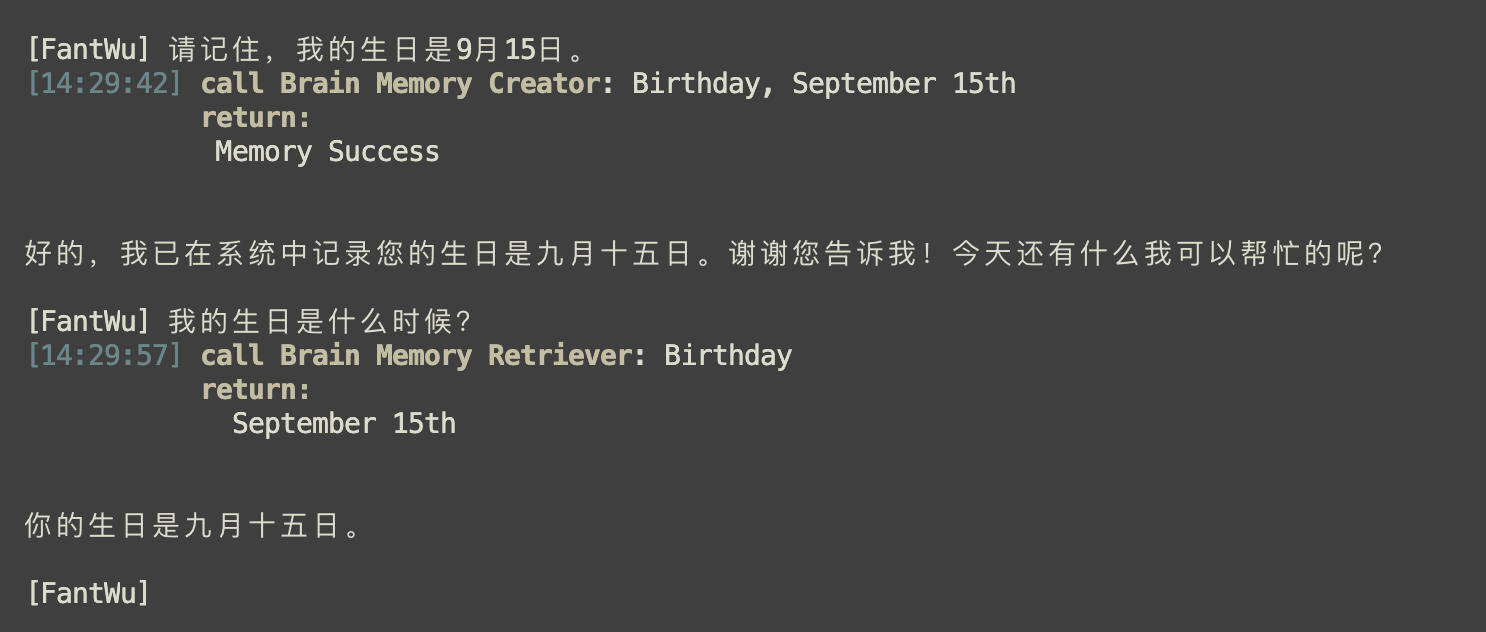 [FantWu] 请记住，我的生日是9月15日。
[14:29:42] call Brain Memory Creator: Birthday, September 15th
return:
Memory Success
好的，我已在系统中记录您的生日是九月十五日。谢谢您告诉我！今天还有什么我可以帮忙的呢？
[FantWu] 我的生日是什么时候？
[14:29:57] call Brain Memory Retriever: Birthday
return:
September 15th
你的生日是九月十五日。
[FantWu]